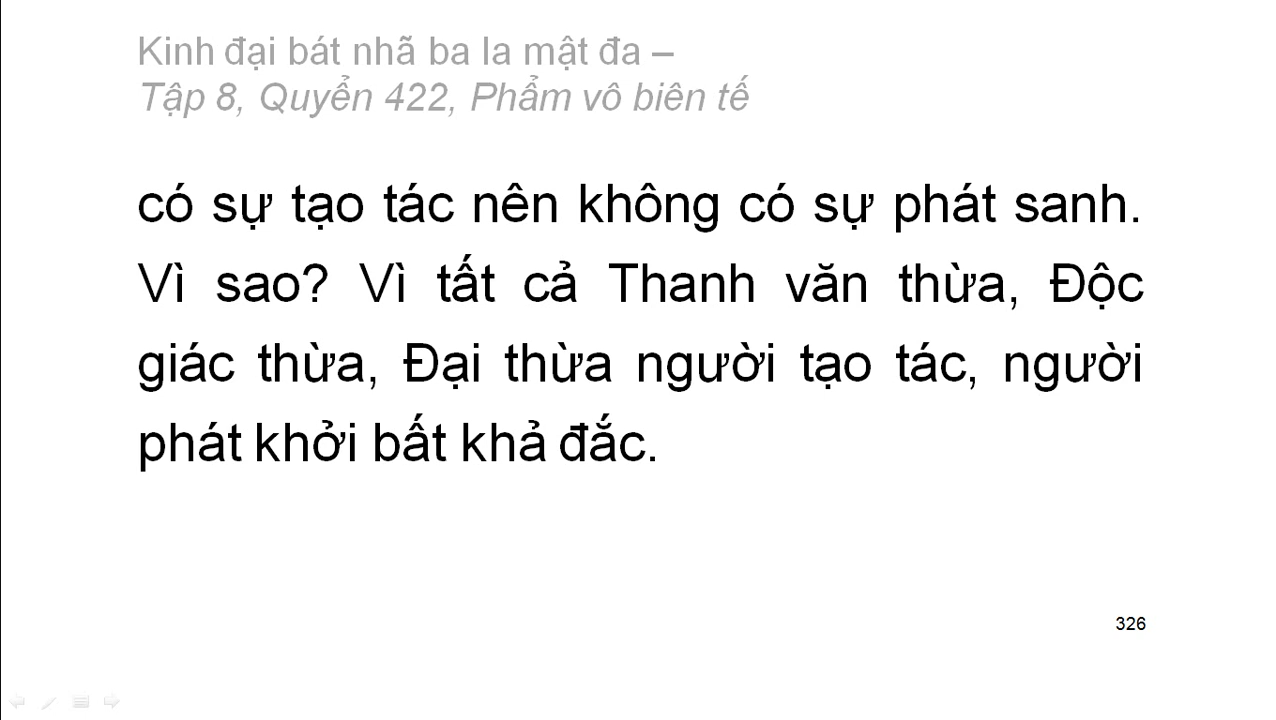 Kinh đại bát nhã ba la mật đa –
Tập 8, Quyển 422, Phẩm vô biên tế
có sự tạo tác nên không có sự phát sanh.
Vì sao? Vì tất cả Thanh văn thừa, Độc
giác thừa, Đại thừa người tạo tác, người
phát khởi bất khả đắc.
326